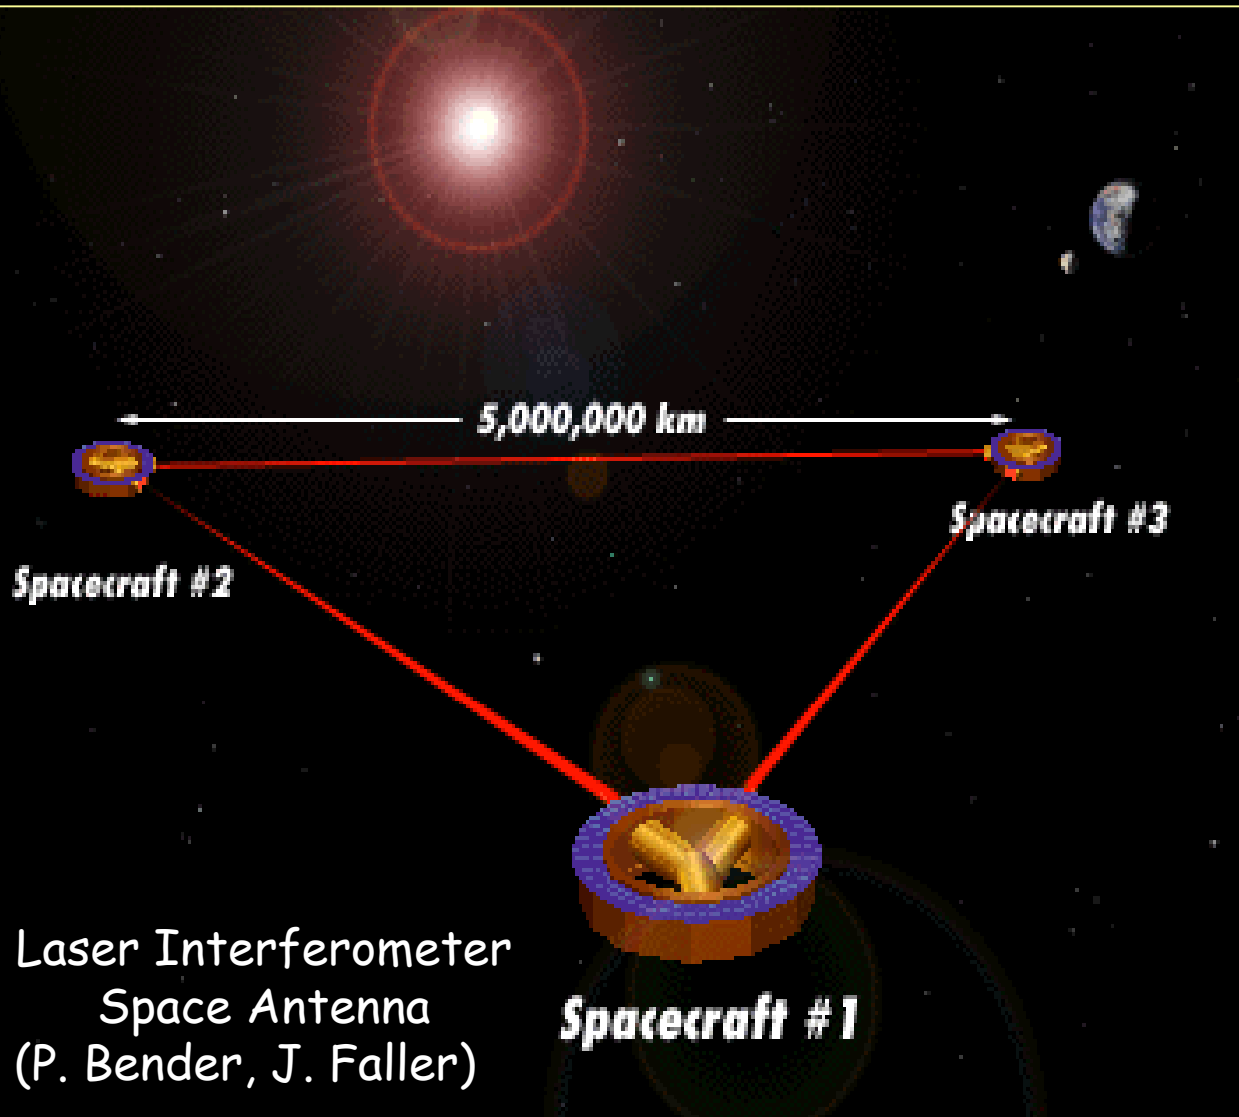 5,000,000 km
Spacecraft #3
Spacecraft #2
Laser Interferometer
Space Antenna
(P. Bender, J. Faller)
Spacecraft #1